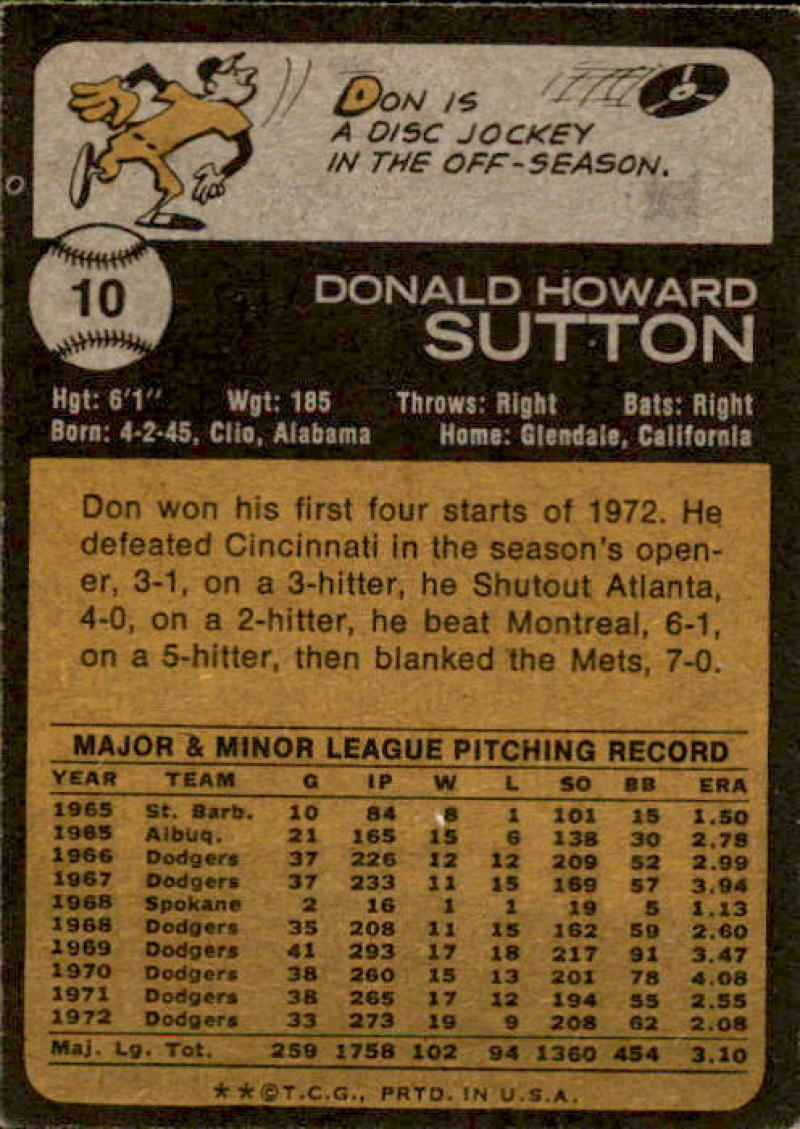 DON IS
A DISC JOCKEY
IN THE OFF-SEASON.
10
DONALD HOWARD
SUTTON
Hgt: 6'1" Wgt: 185 Throws: Right Bats: Right
Born: 4-2-45, Clio, Alabama Home: Glendale, California
Don won his first four starts of 1972. He
defeated Cincinnati in the season's open-
er, 3-1, on a 3-hitter, he Shutout Atlanta,
4-0, on a 2-hitter, he beat Montreal, 6-1,
on a 5-hitter, then blanked the Mets, 7-0.
MAJOR & MINOR LEAGUE PITCHING RECORD
YEAR TEAM G IP W L SO BB ERA
1965 St. Barb. 10 84 8 1 101 15 1.50
1965 Albuq. 21 165 15 6 138 30 2.78
1966 Dodgers 37 226 12 12 209 52 2.99
1967 Dodgers 37 233 11 15 169 57 3.94
1968 Spokane 2 16 1 1 19 5 1.13
1968 Dodgers 35 208 11 15 162 59 2.60
1969 Dodgers 41 293 17 18 217 91 3.47
1970 Dodgers 38 260 15 13 201 78 4.08
1971 Dodgers 38 265 17 12 194 55 2.55
1972 Dodgers 33 273 19 9 208 62 2.08
Maj. Lg. Tot. 259 1758 102 94 1360 454 3.10
**©T.C.G., PRTD. IN U.S.A.